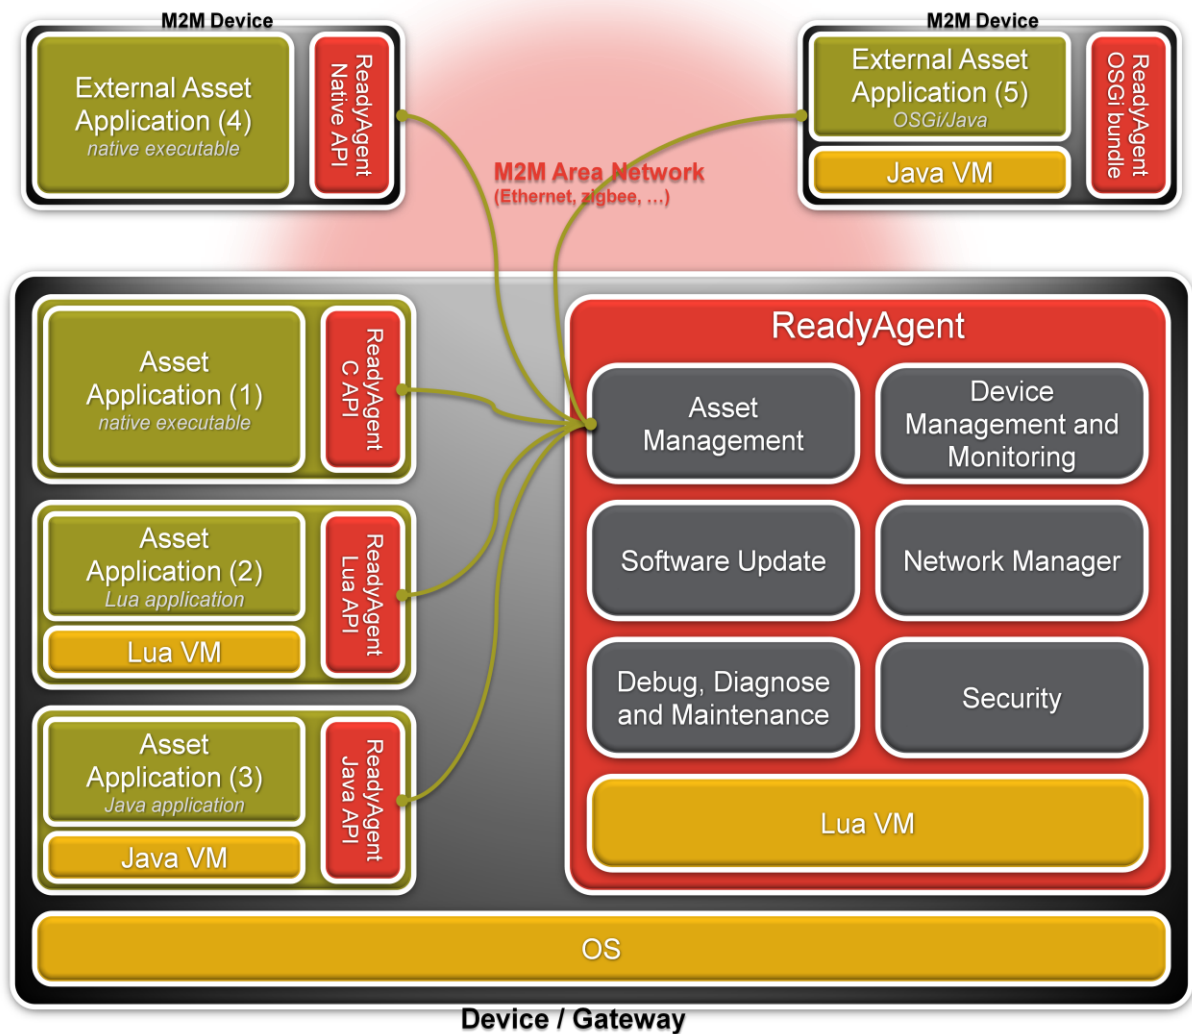 M2M Device
External Asset
Application (4)
native executable
ReadyAgent
Native API
M2M Device
External Asset
Application (5)
OSGi/Java
Java VM
ReadyAgent
OSGi bundle
M2M Area Network
(Ethernet, zigbee, ...)
Asset
Application (1)
native executable
ReadyAgent
C API
Asset
Application (2)
Lua application
Lua VM
ReadyAgent
Lua API
Asset
Application (3)
Java application
Java VM
ReadyAgent
Java API
ReadyAgent
Asset
Management
Device
Management and
Monitoring
Software Update
Network Manager
Debug, Diagnose
and Maintenance
Security
Lua VM
OS
Device / Gateway